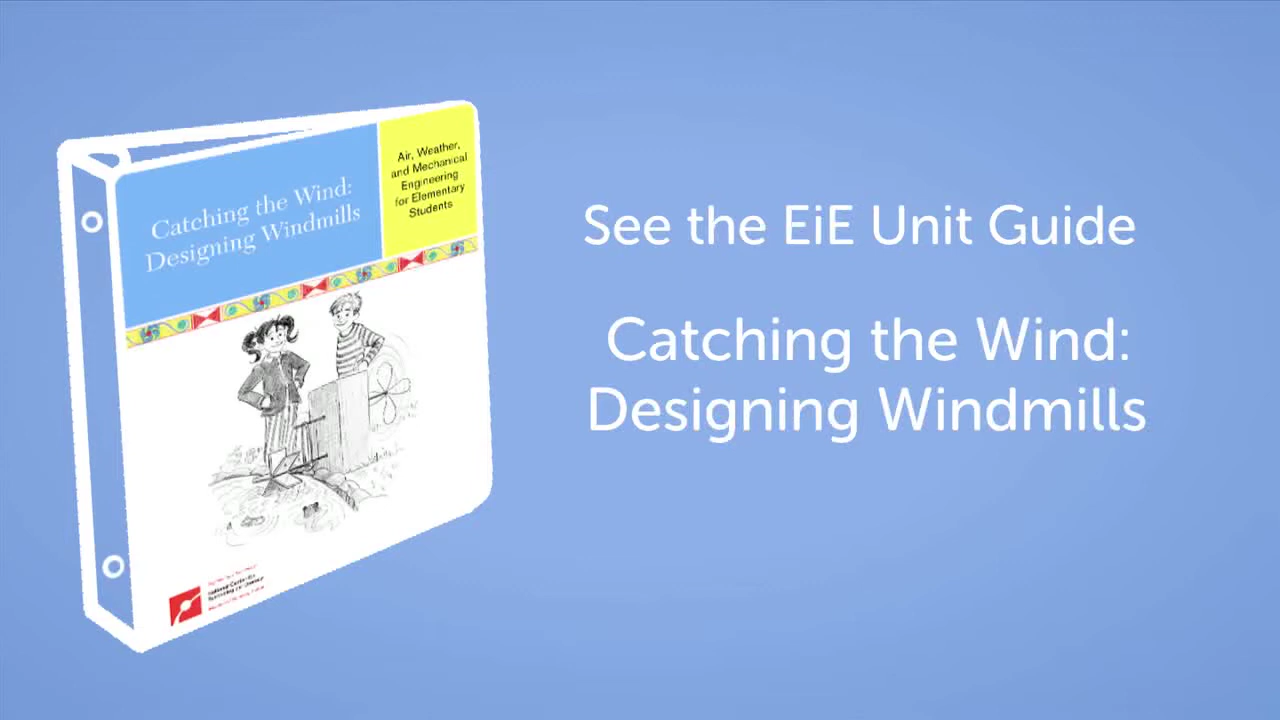 Catching the Wind:
Designing Windmills
Air, Weather,
and Mechanical
Engineering
for Elementary
Students
See the EiE Unit Guide
Catching the Wind:
Designing Windmills